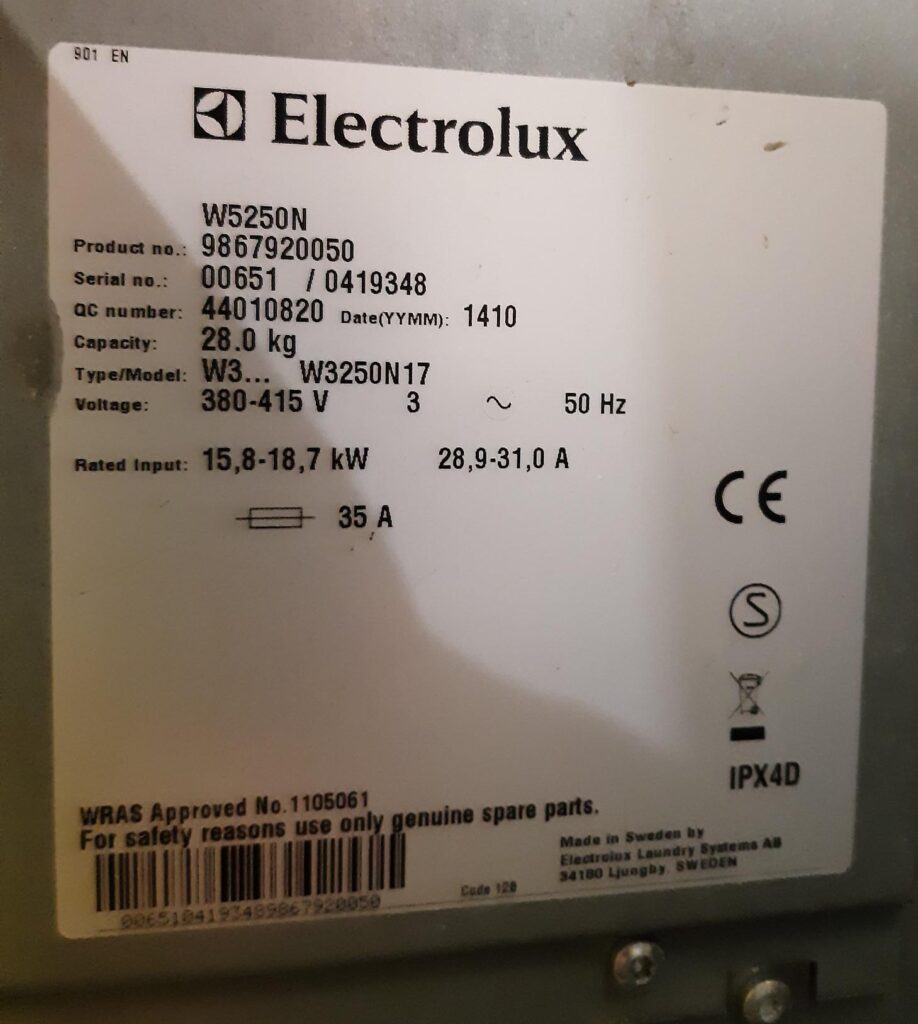 901 EN
Electrolux
W5250N
Product no.: 9867920050
Serial no.: 00651 / 0419348
QC number: 44010820 Date(YYMM): 1410
Capacity: 28.0 kg
Type/Model: W3... W3250N17
Voltage: 380-415 V 3 ~ 50 Hz
Rated Input: 15,8-18,7 kW 28,9-31,0 A
35 A
CE
S
IPX4D
WRAS Approved No.1105061
For safety reasons use only genuine spare parts.
Made in Sweden by
Electrolux Laundry Systems AB
34180 Ljungby, SWEDEN
Code 128
0065104193489867920050